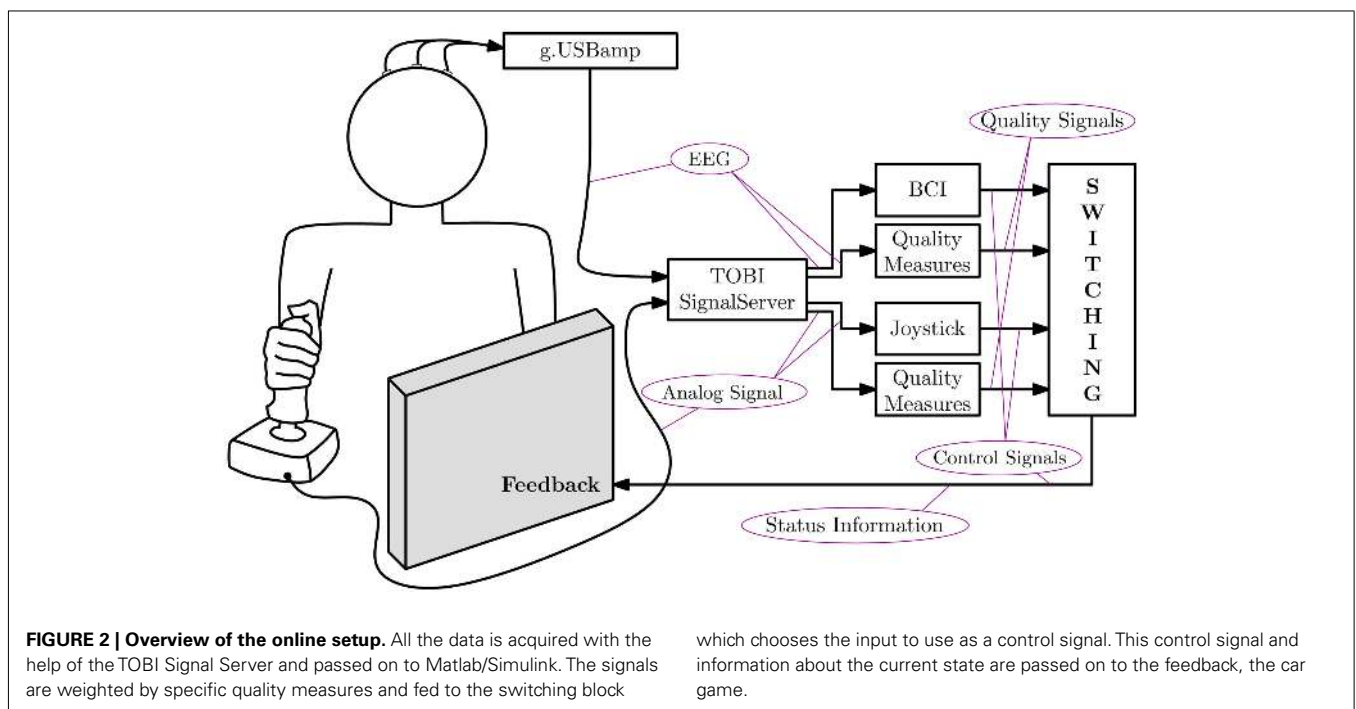 g.USBamp
EEG
Quality Signals
BCI
Quality
Measures
TOBI
SignalServer
Joystick
Quality
Measures
SWITCHING
Analog Signal
Control Signals
Feedback
Status Information
FIGURE 2 | Overview of the online setup. All the data is acquired with the
help of the TOBI Signal Server and passed on to Matlab/Simulink. The signals
are weighted by specific quality measures and fed to the switching block
which chooses the input to use as a control signal. This control signal and
information about the current state are passed on to the feedback, the car
game.